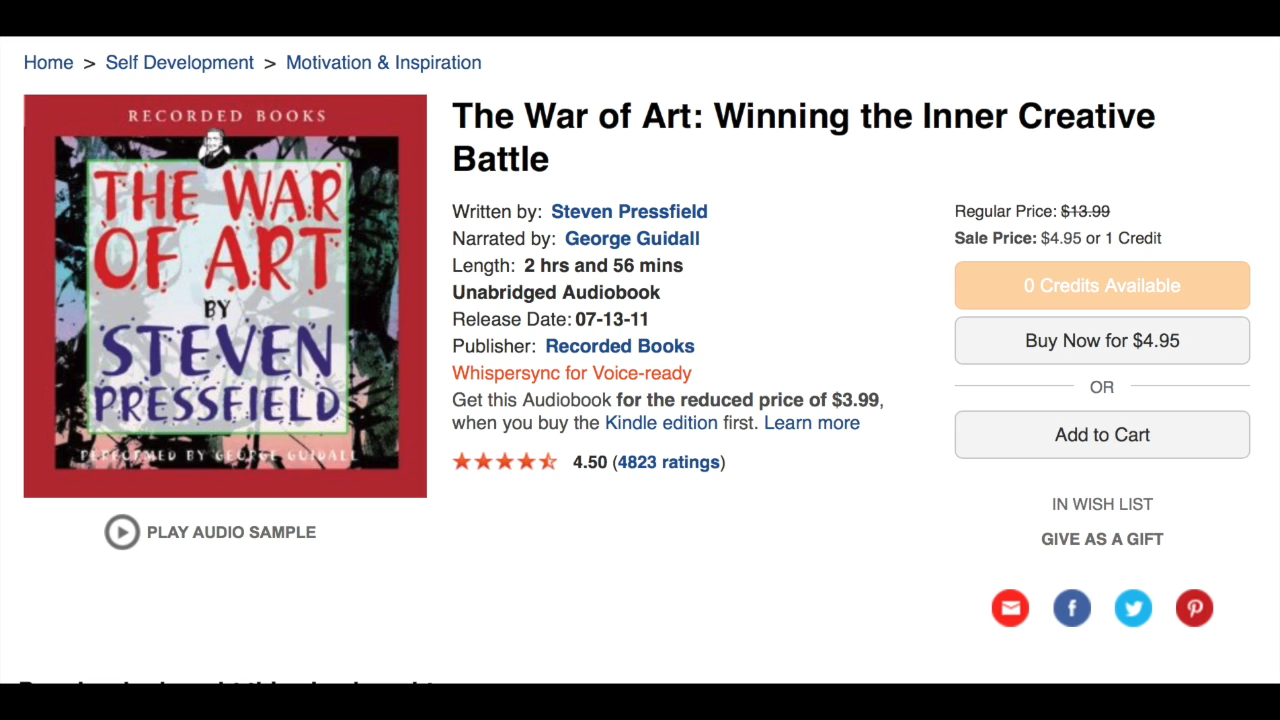 Home > Self Development > Motivation & Inspiration
RECORDED BOOKS
THE WAR
OF ART
BY
STEVEN
PRESSFIELD
PERFORMED BY GEORGE GUIDALL
PLAY AUDIO SAMPLE
The War of Art: Winning the Inner Creative
Battle
Written by: Steven Pressfield
Narrated by: George Guidall
Length: 2 hrs and 56 mins
Unabridged Audiobook
Release Date: 07-13-11
Publisher: Recorded Books
Whispersync for Voice-ready
Get this Audiobook for the reduced price of $3.99,
when you buy the Kindle edition first. Learn more
4.50 (4823 ratings)
Regular Price: $13.99
Sale Price: $4.95 or 1 Credit
0 Credits Available
Buy Now for $4.95
OR
Add to Cart
IN WISH LIST
GIVE AS A GIFT